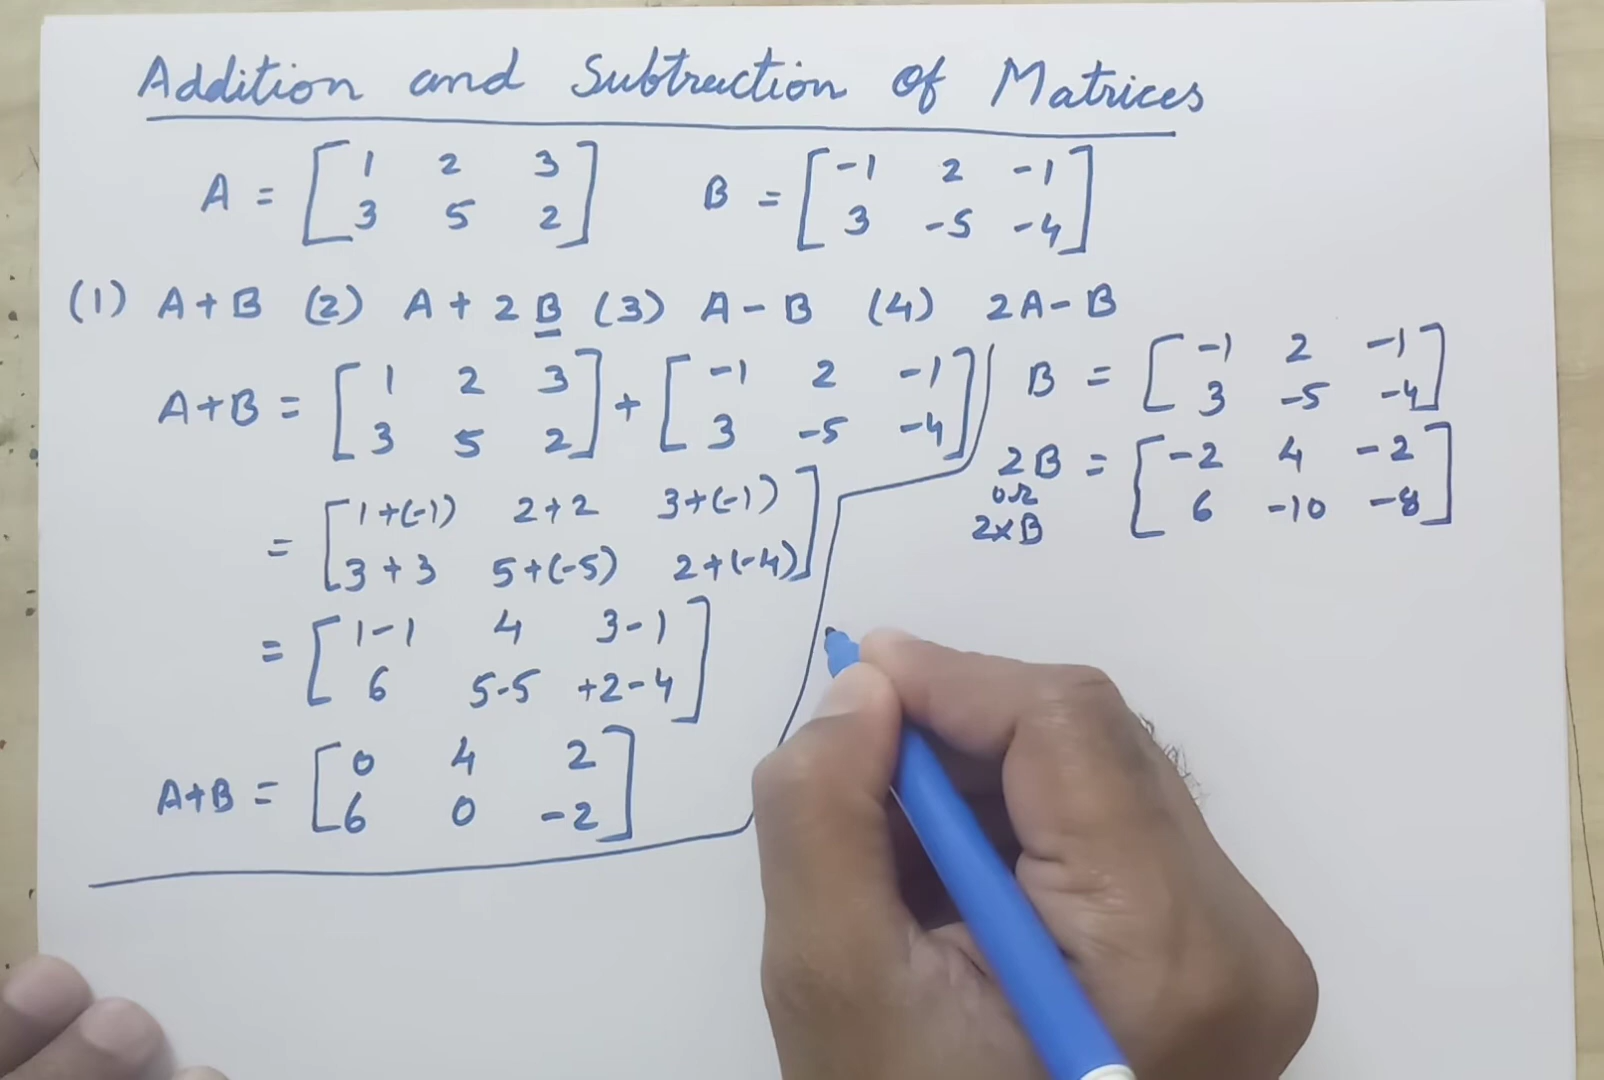 Addition and Subtraction of Matrices
A = [ 1 2 3
3 5 2 ]
B = [ -1 2 -1
3 -5 -4 ]
(1) A+B (2) A+2B (3) A-B (4) 2A-B
A+B = [ 1 2 3
3 5 2 ] + [ -1 2 -1
3 -5 -4 ]
= [ 1+(-1) 2+2 3+(-1)
3+3 5+(-5) 2+(-4) ]
= [ 1-1 4 3-1
6 5-5 +2-4 ]
A+B = [ 0 4 2
6 0 -2 ]
B = [ -1 2 -1
3 -5 -4 ]
2B = [ -2 4 -2
or
2×B
6 -10 -8 ]